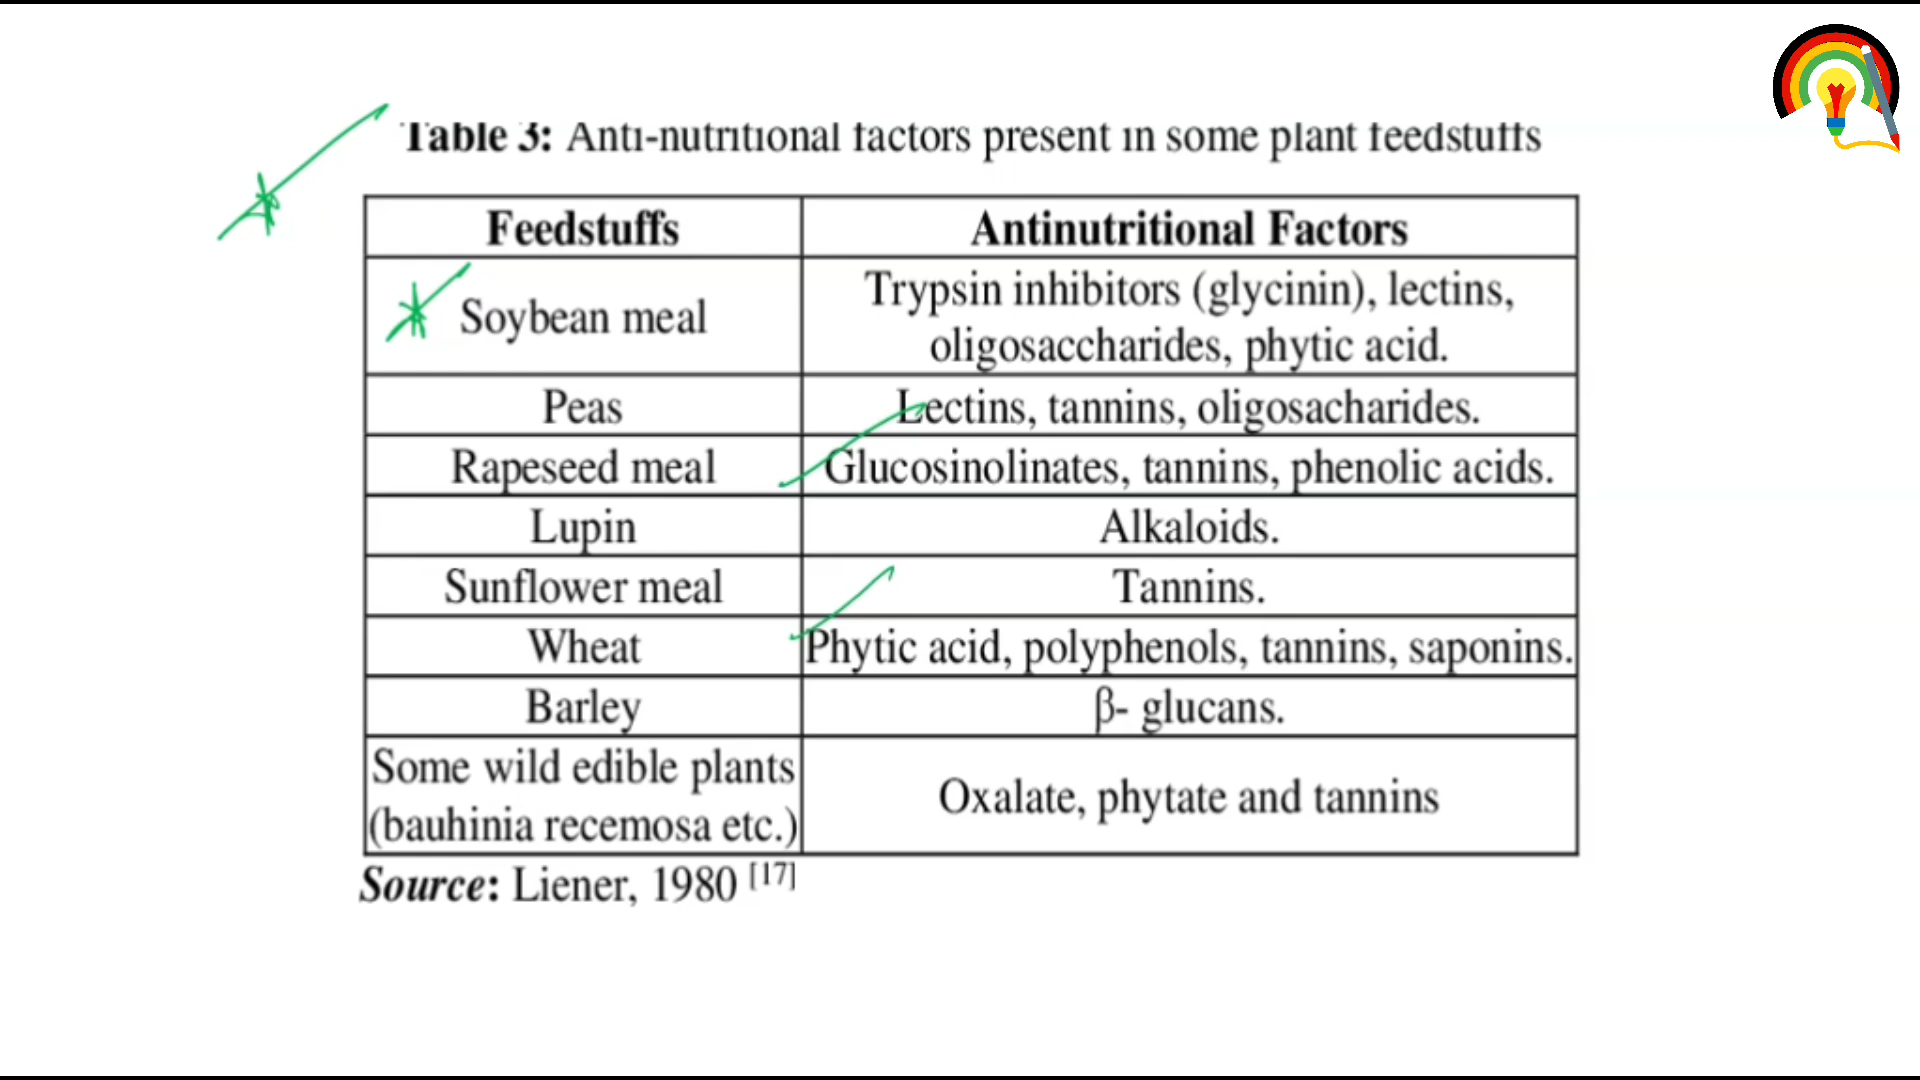 Table 3: Anti-nutritional factors present in some plant feedstuffs
Feedstuffs Antinutritional Factors
Soybean meal Trypsin inhibitors (glycinin), lectins,
oligosaccharides, phytic acid.
Peas Lectins, tannins, oligosacharides.
Rapeseed meal Glucosinolinates, tannins, phenolic acids.
Lupin Alkaloids.
Sunflower meal Tannins.
Wheat Phytic acid, polyphenols, tannins, saponins.
Barley β- glucans.
Some wild edible plants
(bauhinia recemosa etc.) Oxalate, phytate and tannins
Source: Liener, 1980 [17]